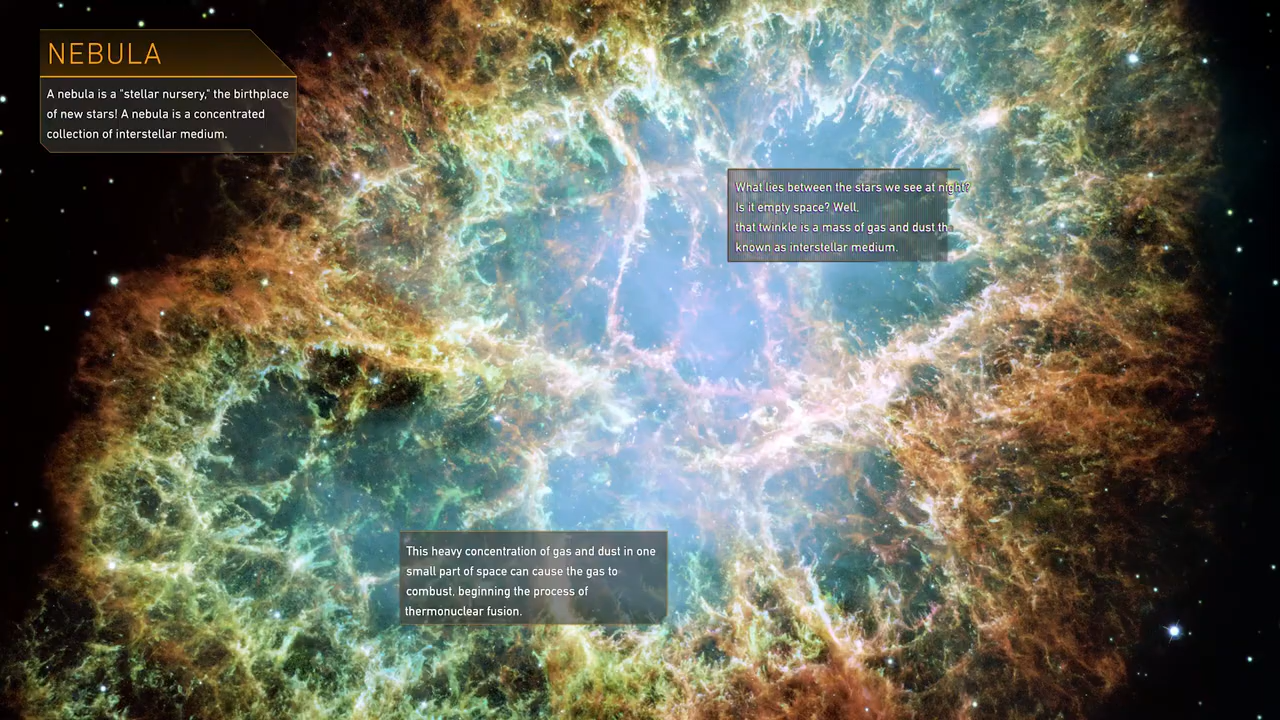 NEBULA
A nebula is a "stellar nursery," the birthplace
of new stars! A nebula is a concentrated
collection of interstellar medium.
What lies between the stars we see at night?
Is it empty space? Well,
that twinkle is a mass of gas and dust th
known as interstellar medium.
This heavy concentration of gas and dust in one
small part of space can cause the gas to
combust, beginning the process of
thermonuclear fusion.